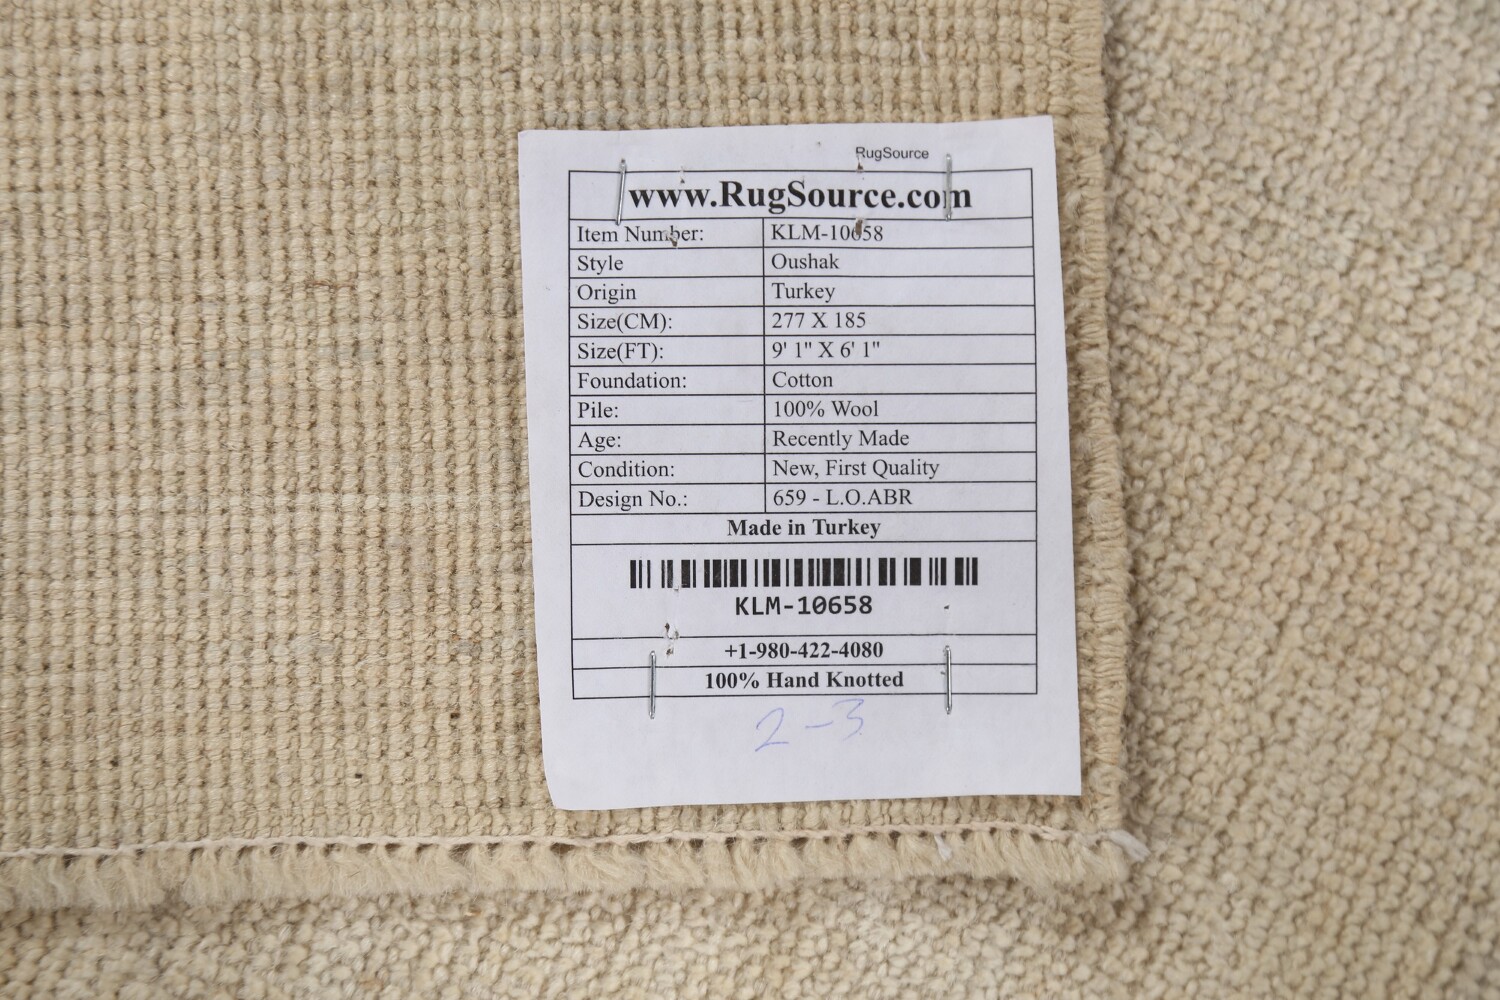 RugSource
www.RugSource.com
Item Number: KLM-10658
Style Oushak
Origin Turkey
Size(CM): 277 X 185
Size(FT): 9' 1" X 6' 1"
Foundation: Cotton
Pile: 100% Wool
Age: Recently Made
Condition: New, First Quality
Design No.: 659 - L.O.ABR
Made in Turkey
KLM-10658
+1-980-422-4080
100% Hand Knotted
2-3